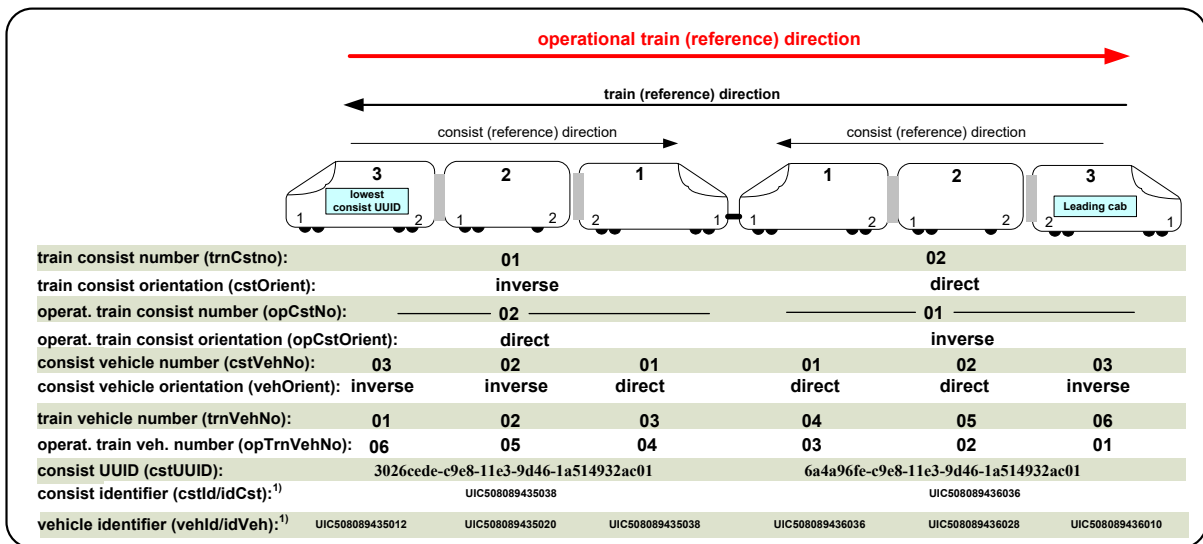 operational train (reference) direction
train (reference) direction
consist (reference) direction consist (reference) direction
3 2 1 1 2 3
lowest
consist UUID
Leading cab
1 2 1 2 2 1 1 2 1 2 2 1
train consist number (trnCstno): 01 02
train consist orientation (cstOrient): inverse direct
operat. train consist number (opCstNo): 02 01
operat. train consist orientation (opCstOrient): direct inverse
consist vehicle number (cstVehNo): 03 02 01 01 02 03
consist vehicle orientation (vehOrient): inverse inverse direct direct direct inverse
train vehicle number (trnVehNo): 01 02 03 04 05 06
operat. train veh. number (opTrnVehNo): 06 05 04 03 02 01
consist UUID (cstUUID): 3026cede-c9e8-11e3-9d46-1a514932ac01 6a4a96fe-c9e8-11e3-9d46-1a514932ac01
consist identifier (cstId/idCst):1) UIC508089435038 UIC508089436036
vehicle identifier (vehId/idVeh):1) UIC508089435012 UIC508089435020 UIC508089435038 UIC508089436036 UIC508089436028 UIC508089436010